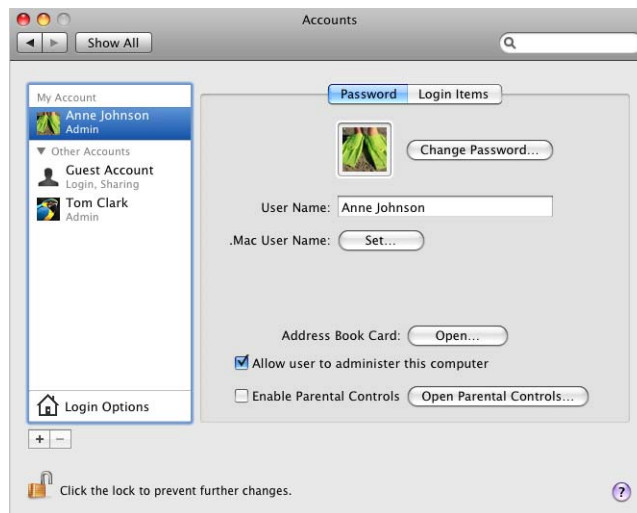 Accounts
Show All
My Account
Anne Johnson
Admin
Other Accounts
Guest Account
Login, Sharing
Tom Clark
Admin
Login Options
+ −
Password Login Items
Change Password...
User Name: Anne Johnson
.Mac User Name: Set...
Address Book Card: Open...
Allow user to administer this computer
Enable Parental Controls Open Parental Controls...
Click the lock to prevent further changes.
?